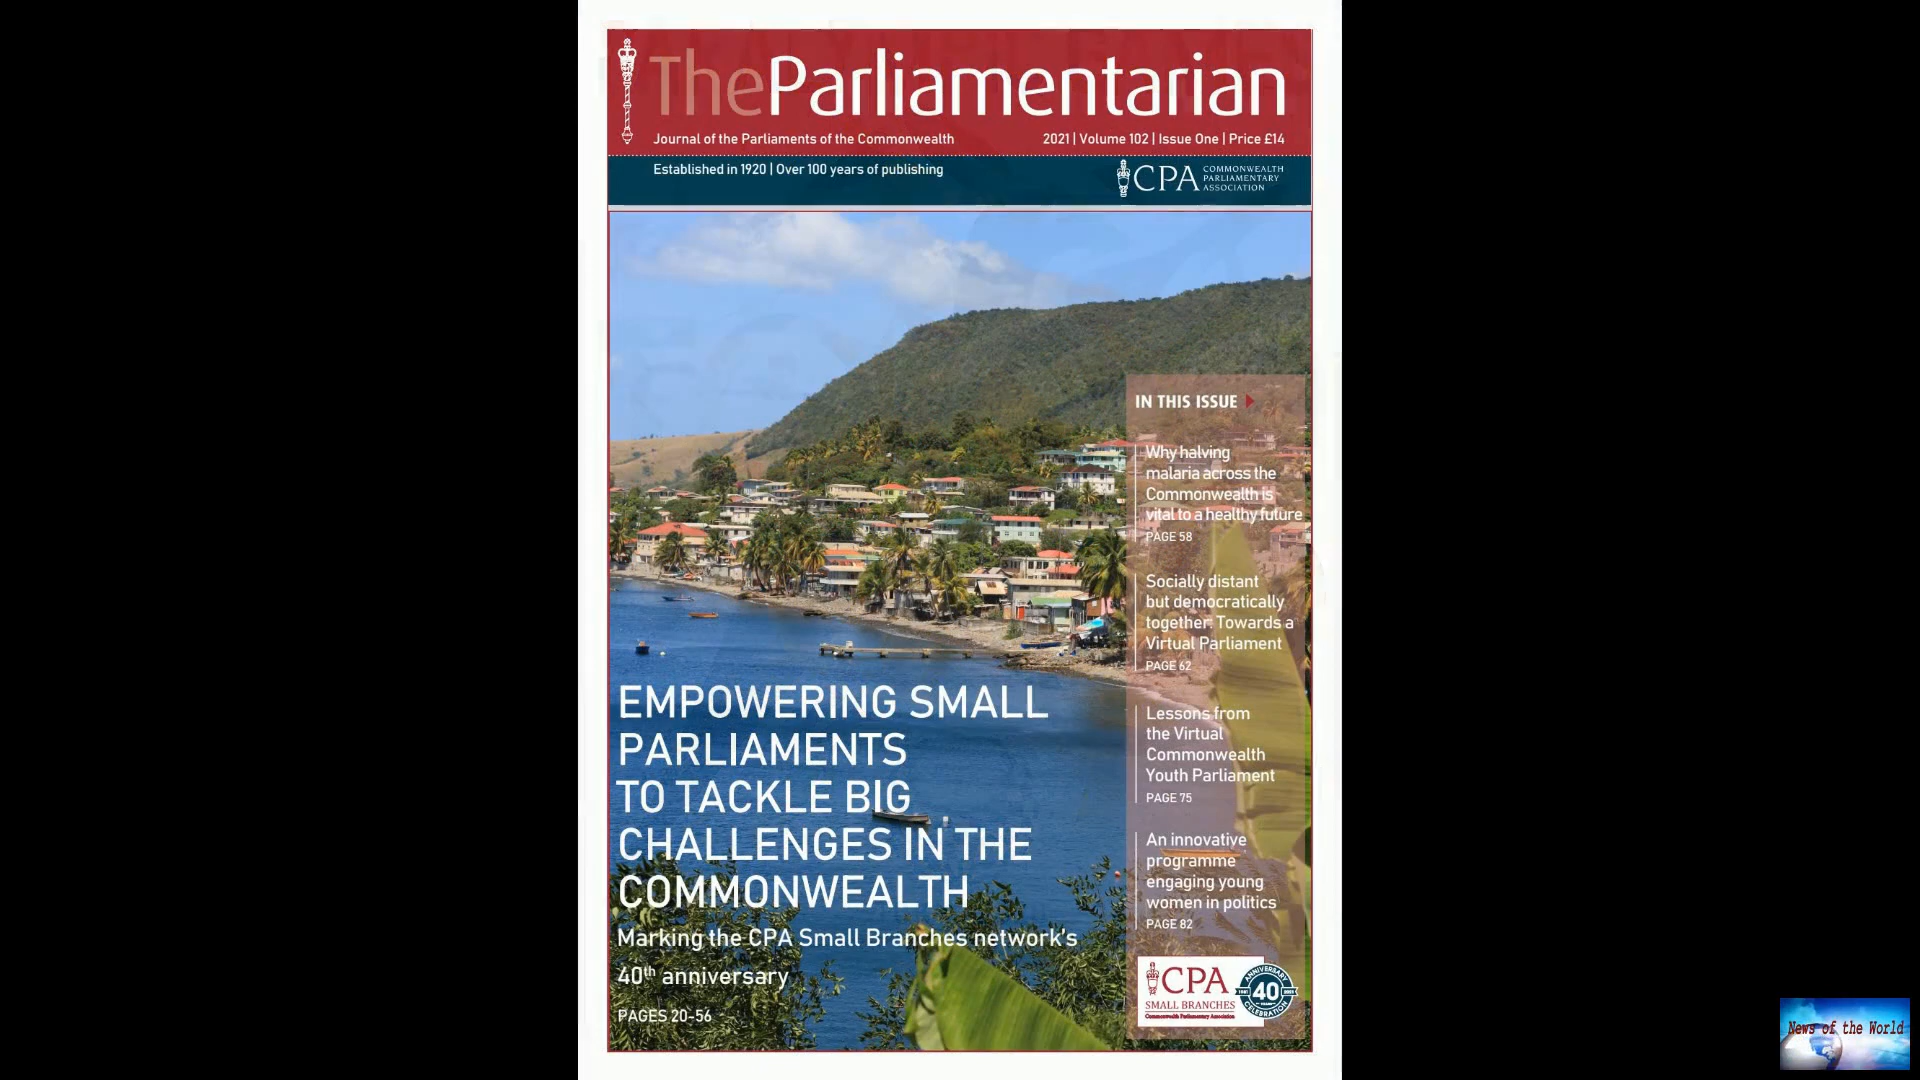 TheParliamentarian
Journal of the Parliaments of the Commonwealth
2021 | Volume 102 | Issue One | Price £14
Established in 1920 | Over 100 years of publishing
CPA
COMMONWEALTH
PARLIAMENTARY
ASSOCIATION
IN THIS ISSUE
Why halving
malaria across the
Commonwealth is
vital to a healthy future
PAGE 58
Socially distant
but democratically
together: Towards a
Virtual Parliament
PAGE 62
Lessons from
the Virtual
Commonwealth
Youth Parliament
PAGE 75
An innovative
programme
engaging young
women in politics
PAGE 82
EMPOWERING SMALL
PARLIAMENTS
TO TACKLE BIG
CHALLENGES IN THE
COMMONWEALTH
Marking the CPA Small Branches network's
40th anniversary
PAGES 20-56
CPA
SMALL BRANCHES
Commonwealth Parliamentary Association
ANNIVERSARY
40
CELEBRATION
News of the World